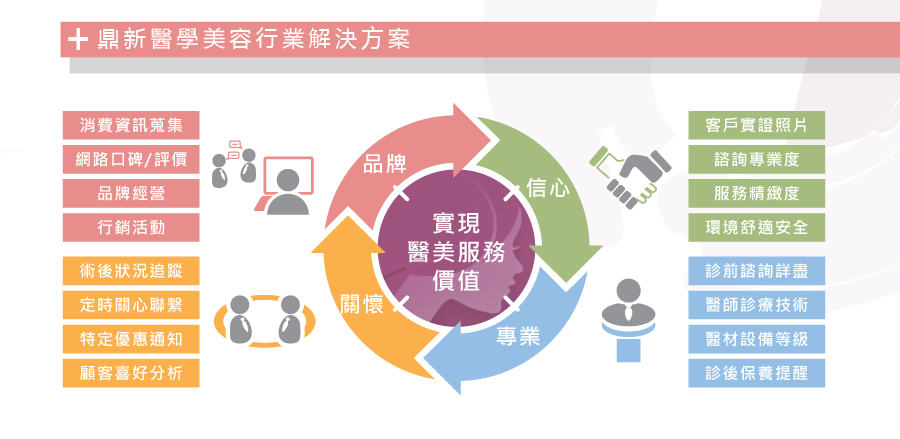 鼎新醫學美容行業解決方案
消費資訊蒐集
網路口碑/評價
品牌經營
行銷活動
術後狀況追蹤
定時關心聯繫
特定優惠通知
顧客喜好分析
品牌
信心
實現
醫美服務
價值
關懷
專業
客戶實證照片
諮詢專業度
服務精緻度
環境舒適安全
診前諮詢詳盡
醫師診療技術
醫材設備等級
診後保養提醒